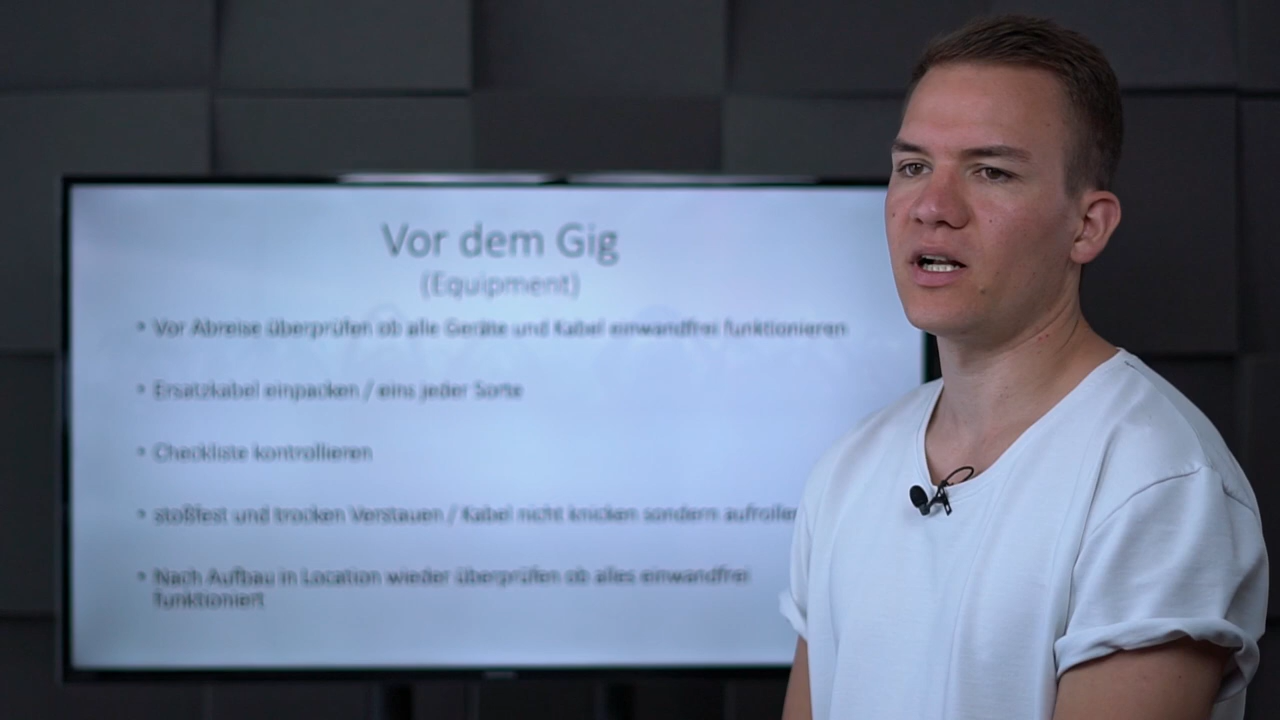 Vor dem Gig
(Equipment)
• Vor Abreise überprüfen ob alle Geräte und Kabel einwandfrei funktionieren
• Ersatzkabel einpacken / eins jeder Sorte
• Checkliste kontrollieren
• stoßfest und trocken Verstauen / Kabel nicht knicken sondern aufrollen
• Nach Aufbau in Location wieder überprüfen ob alles einwandfrei
funktioniert